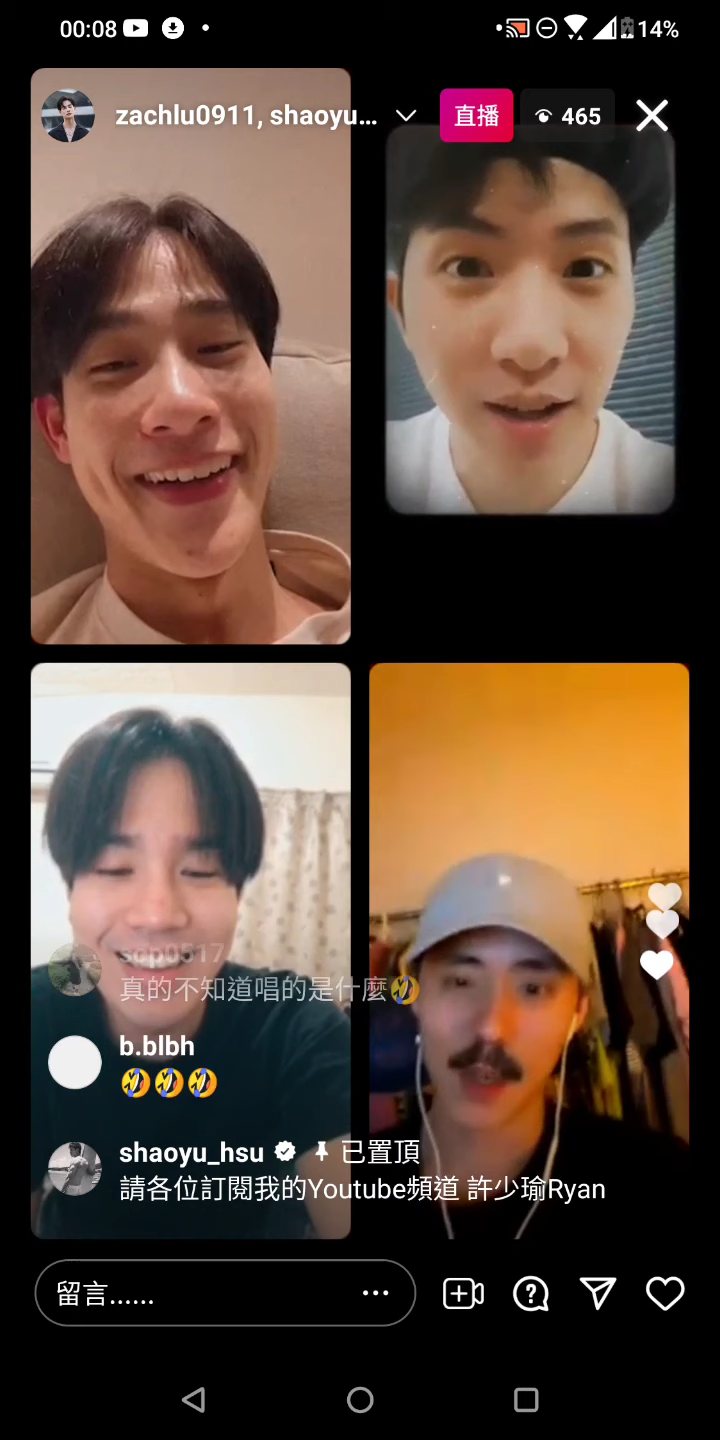 00:08
14%
zachlu0911, shaoyu...
直播
465
scp0517
真的不知道唱的是什麼🤣
b.blbh
🤣🤣🤣
shaoyu_hsu 已置頂
請各位訂閱我的Youtube頻道 許少瑜Ryan
留言......